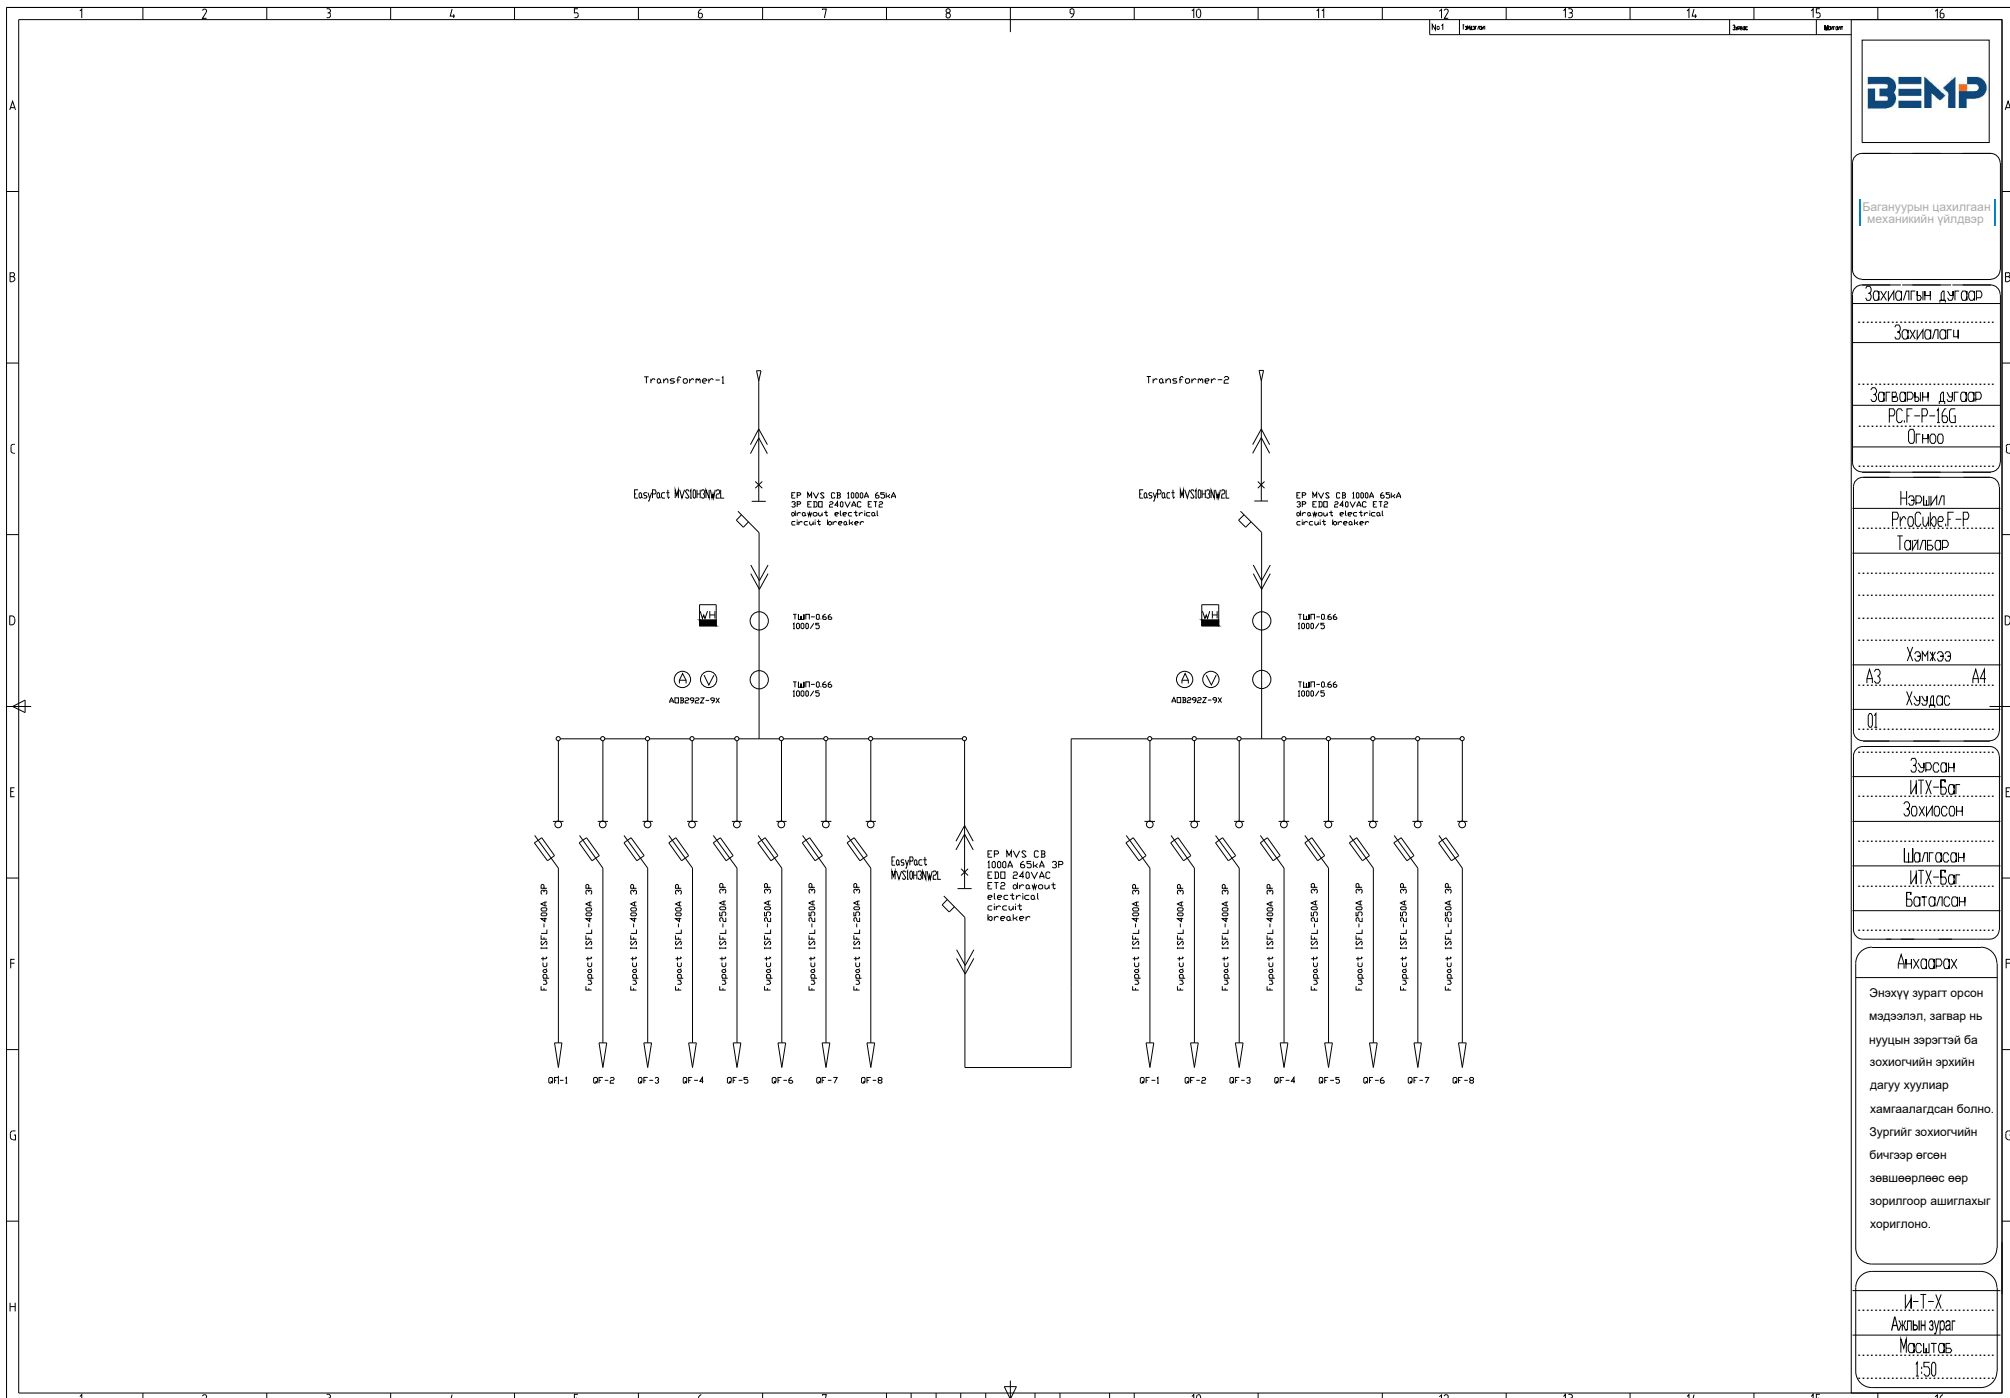 1 2 3 4 5 6 7 8 9 10 11 12 13 14 15 16
No1
A
B
C
D
E
F
G
H
Transformer-1
EasyPact MVS10H3NW2L
EP MVS CB 1000A 65kA
3P EDO 240VAC ET2
drawout electrical
circuit breaker
WH
ТШП-0.66
1000/5
A V
ТШП-0.66
1000/5
AOB292Z-9X
Transformer-2
EasyPact MVS10H3NW2L
EP MVS CB 1000A 65kA
3P EDO 240VAC ET2
drawout electrical
circuit breaker
WH
ТШП-0.66
1000/5
A V
ТШП-0.66
1000/5
AOB292Z-9X
Fupact ISFL-400A 3P
Fupact ISFL-400A 3P
Fupact ISFL-400A 3P
Fupact ISFL-400A 3P
Fupact ISFL-250A 3P
Fupact ISFL-250A 3P
Fupact ISFL-250A 3P
Fupact ISFL-250A 3P
EasyPact
MVS10H3NW2L
EP MVS CB
1000A 65kA 3P
EDO 240VAC
ET2 drawout
electrical
circuit
breaker
Fupact ISFL-400A 3P
Fupact ISFL-400A 3P
Fupact ISFL-400A 3P
Fupact ISFL-400A 3P
Fupact ISFL-250A 3P
Fupact ISFL-250A 3P
Fupact ISFL-250A 3P
Fupact ISFL-250A 3P
QF-1 QF-2 QF-3 QF-4 QF-5 QF-6 QF-7 QF-8
QF-1 QF-2 QF-3 QF-4 QF-5 QF-6 QF-7 QF-8
BEMP
Багануурын цахилгаан
механикийн үйлдвэр
Захиалгын дугаар
Захиалагч
Загварын дугаар
PC.F-P-16G
Огноо
Нэршил
ProCube.F-P
Тайлбар
Хэмжээ
A3 A4
Хуудас
01
Зурсан
ИТХ-Баг
Зохиосон
Шалгасан
ИТХ-Баг
Баталсан
Анхаарах
Энэхүү зурагт орсон
мэдээлэл, загвар нь
нууцын зэрэгтэй ба
зохиогчийн эрхийн
дагуу хуулиар
хамгаалагдсан болно.
Зургийг зохиогчийн
бичгээр өгсөн
зөвшөөрлөөс өөр
зорилгоор ашиглахыг
хориглоно.
И-Т-Х
Ажлын зураг
Масштаб
1:50